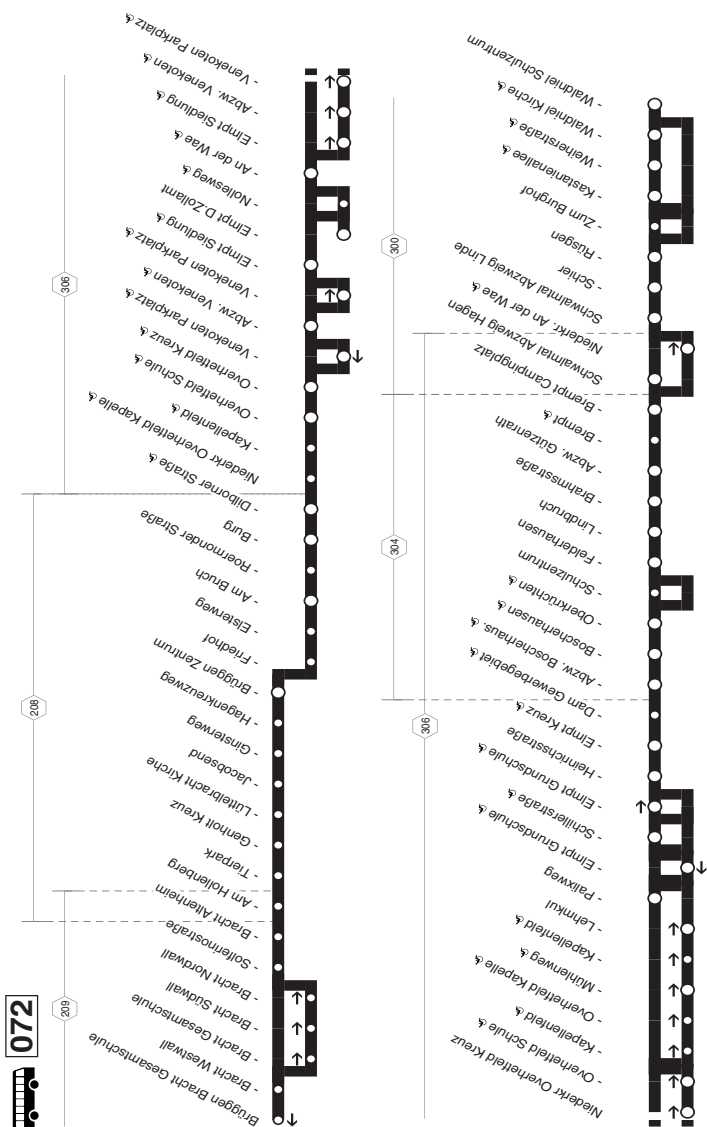 072
209
208
306
Brüggen Bracht Gesamtschule
- Bracht Westwall
- Bracht Gesamtschule
- Bracht Südwall
- Bracht Nordwall
- Solferinostraße
- Bracht Altenheim
- Am Hollenberg
- Tierpark
- Genholt Kreuz
- Lüttelbracht Kirche
- Jacobsend
- Ginsterweg
- Hagenkreuzweg
- Brüggen Zentrum
- Friedhof
- Elsterweg
- Am Bruch
- Roermonder Straße
- Burg
- Dilborner Straße
Niederkr Overhetfeld Kapelle
- Kapellenfeld
- Overhetfeld Schule
- Overhetfeld Kreuz
- Venekoten Parkplatz
- Abzw. Venekoten
- Venekoten Parkplatz
- Elmpt Siedlung
- Elmpt D.Zollamt
- Nollesweg
- An der Wae
- Elmpt Siedlung
- Abzw. Venekoten
- Venekoten Parkplatz
306
304
300
Niederkr Overhetfeld Kreuz
- Overhetfeld Schule
- Kapellenfeld
- Overhetfeld Kapelle
- Mühlenweg
- Kapellenfeld
- Lehmkul
- Palixweg
- Elmpt Grundschule
- Schillerstraße
- Elmpt Grundschule
- Heinrichsstraße
- Elmpt Kreuz
- Dam Gewerbegebiet
- Abzw. Boscherhaus.
- Boscherhausen
- Oberkrüchten
- Schulzentrum
- Felderhausen
- Lindbruch
- Brahmsstraße
- Abzw. Gützenrath
- Brempt
- Brempt Campingplatz
Schwalmtal Abzweig Hagen
Niederkr. An der Wae
Schwalmtal Abzweig Linde
- Schier
- Rüsgen
- Zum Burghof
- Kastanienallee
- Weiherstraße
- Waldniel Kirche
- Waldniel Schulzentrum